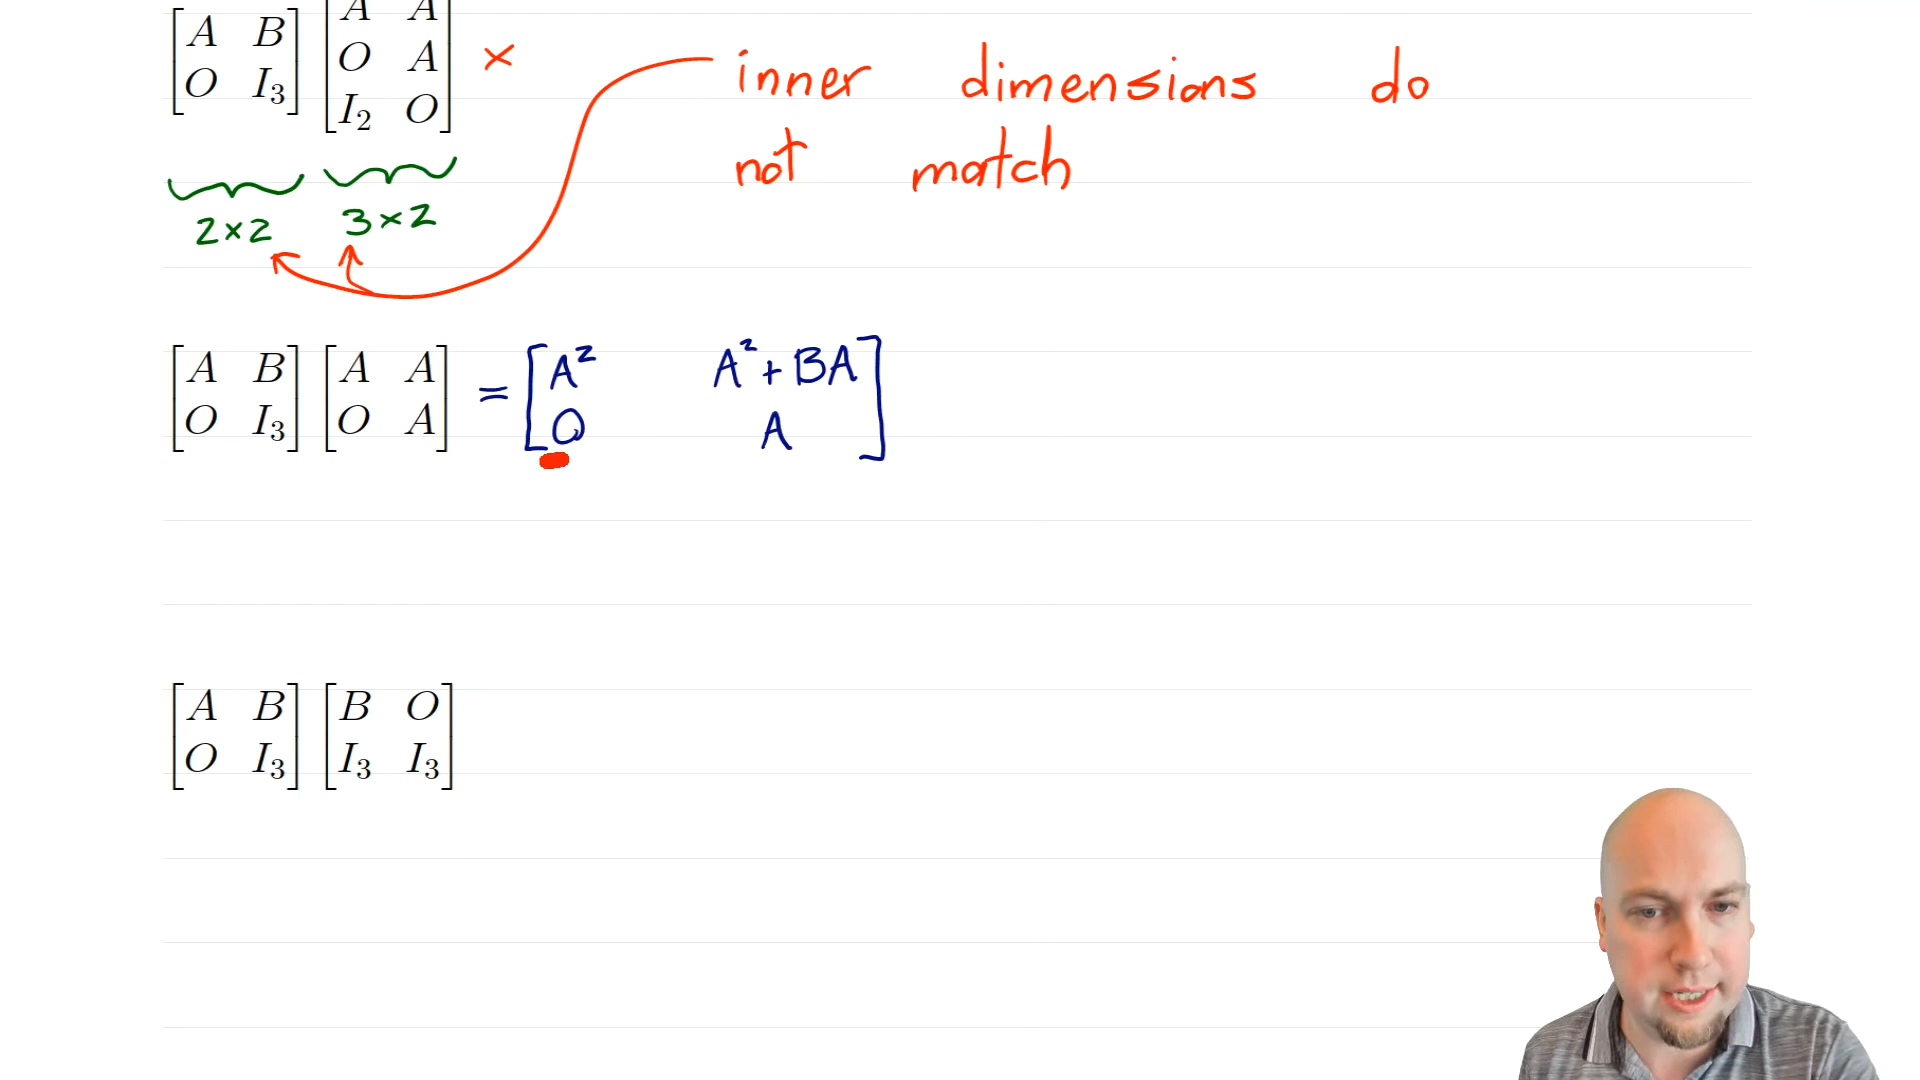 [A B; O I₃] [A A; O A; I₂ O] × inner dimensions do
not match
2×2 3×2
[A B; O I₃] [A A; O A] = [A² A²+BA; O A]
[A B; O I₃] [B O; I₃ I₃]